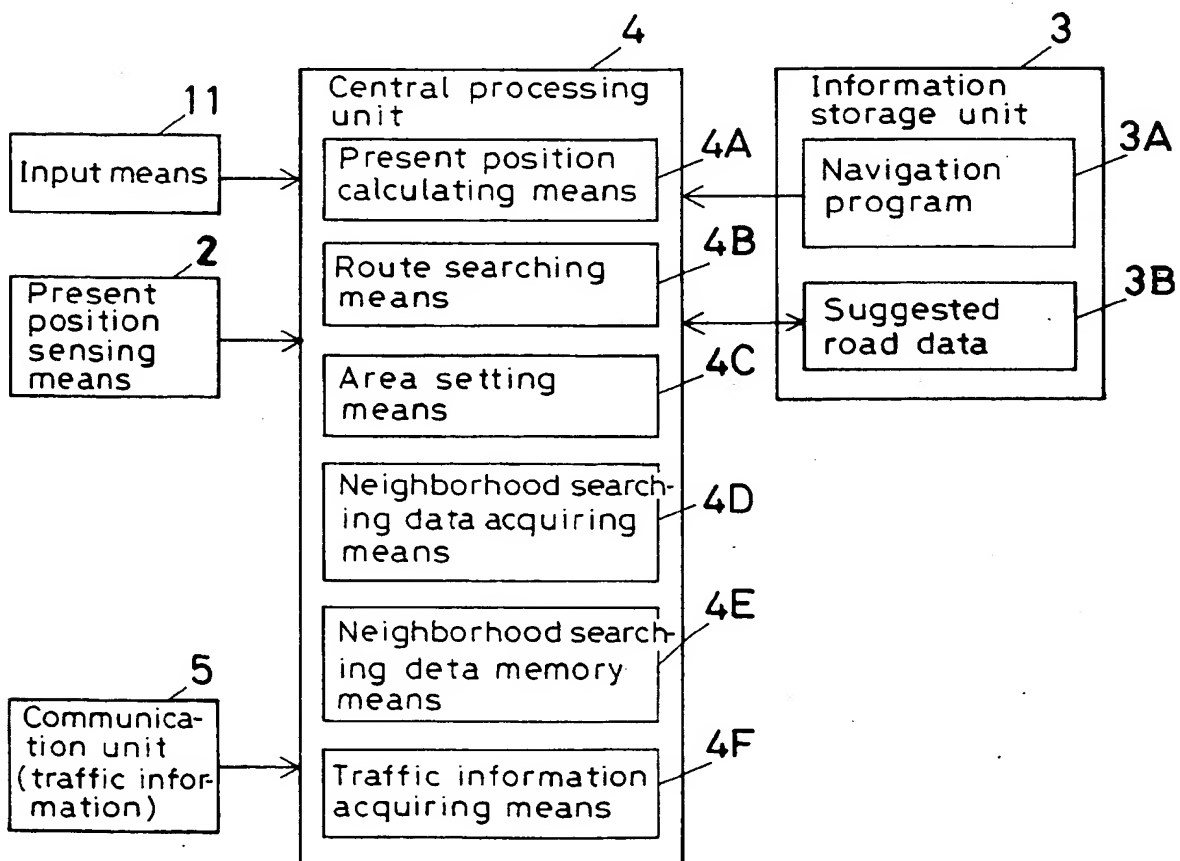 4
3
Central processing
unit
Information
storage unit
11
Input means
4A
Present position
calculating means
3A
Navigation
program
2
Present
position
sensing
means
4B
Route searching
means
3B
Suggested
road data
4C
Area setting
means
4D
Neighborhood search-
ing data acquiring
means
4E
Neighborhood search-
ing deta memory
means
5
Communica-
tion unit
(traffic infor-
mation)
4F
Traffic information
acquiring means